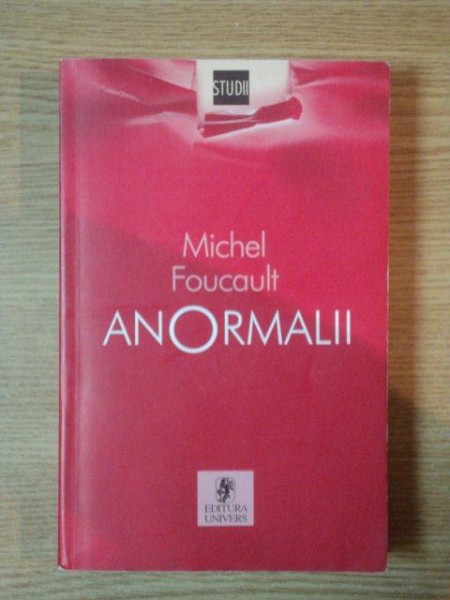 STUDII
Michel
Foucault
ANORMALII
EDITURA
UNIVERS